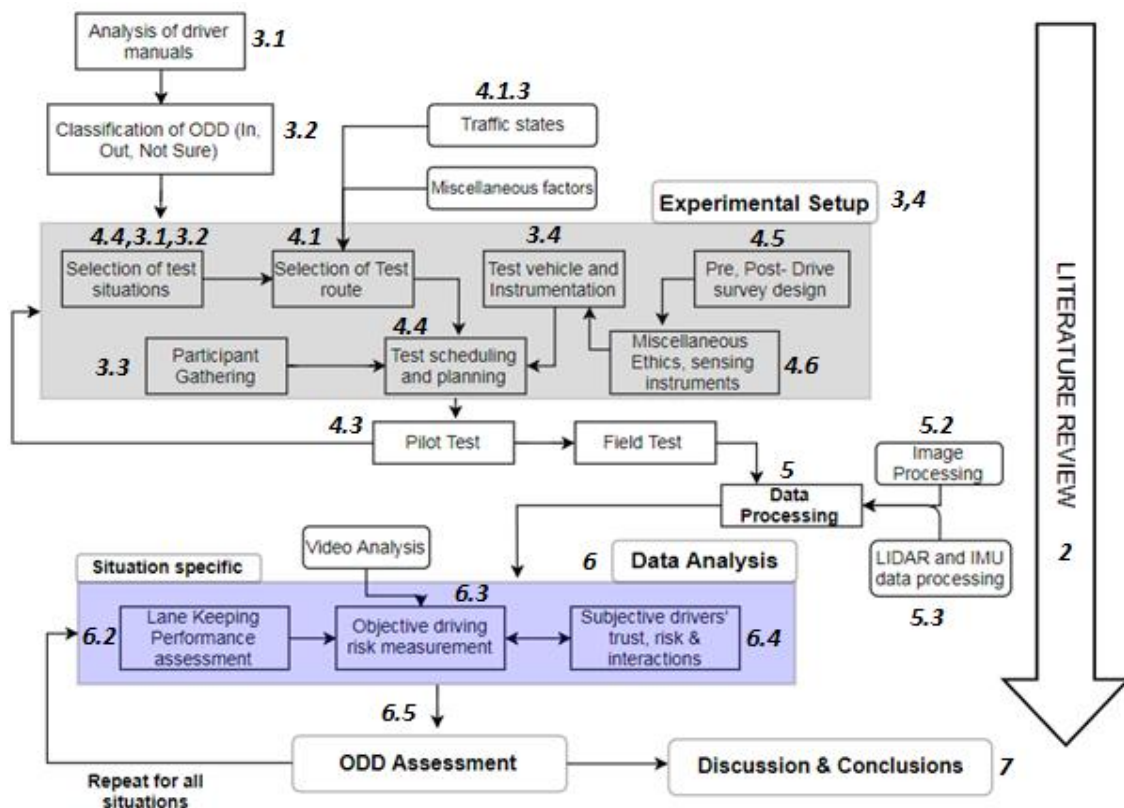 Analysis of driver
manuals
3.1
4.1.3
Traffic states
Classification of ODD (In,
Out, Not Sure)
3.2
Miscellaneous factors
Experimental Setup
3,4
4.4,3.1,3.2
4.1
3.4
4.5
Selection of test
situations
Selection of Test
route
Test vehicle and
Instrumentation
Pre, Post- Drive
survey design
4.4
3.3
Participant
Gathering
Test scheduling
and planning
Miscellaneous
Ethics, sensing
instruments
4.6
4.3
Pilot Test
Field Test
5.2
Image
Processing
5
Data
Processing
LIDAR and IMU
data processing
5.3
Video Analysis
Situation specific
6
Data Analysis
6.3
6.2
Lane Keeping
Performance
assessment
Objective driving
risk measurement
Subjective drivers'
trust, risk &
interactions
6.4
6.5
ODD Assessment
Discussion & Conclusions
7
Repeat for all
situations
LITERATURE REVIEW
2